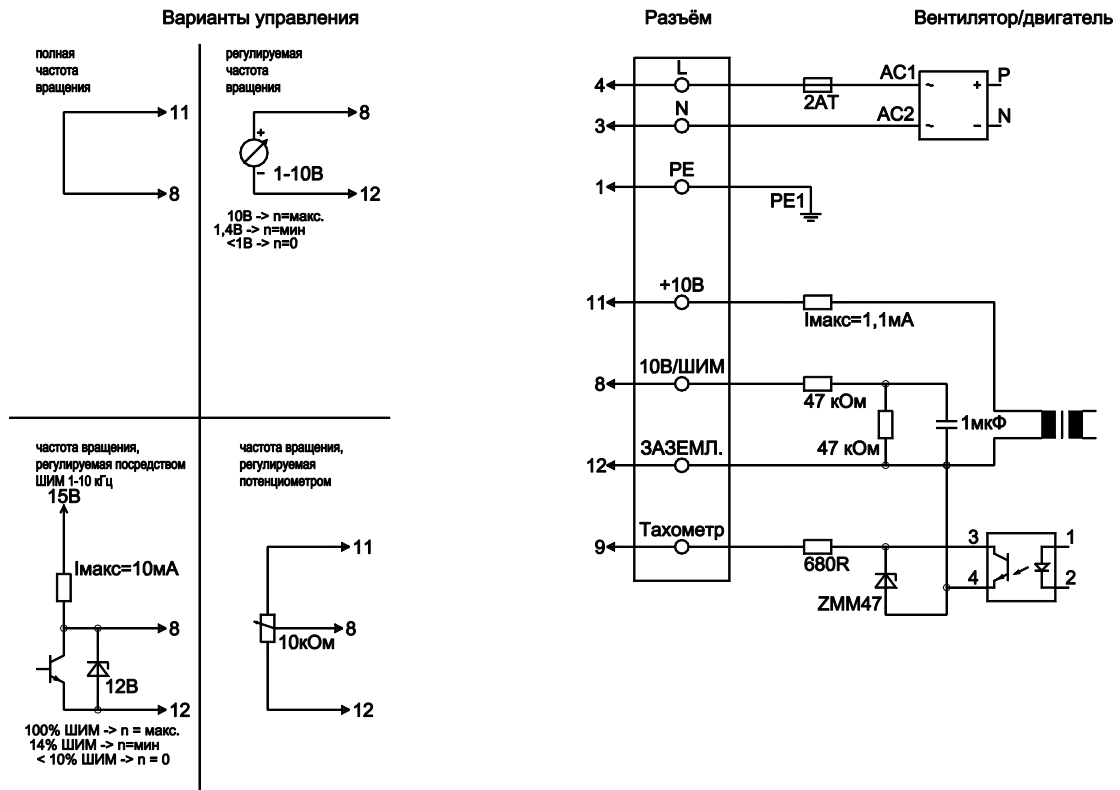 Варианты управления
Разъём
Вентилятор/двигатель
полная
частота
вращения
11
8
регулируемая
частота
вращения
8
+
−
1-10В
12
10В -> n=макс.
1,4В -> n=мин
<1В -> n=0
частота вращения,
регулируемая посредством
ШИМ 1-10 кГц
15В
Iмакс=10мА
8
12В
12
100% ШИМ -> n = макс.
14% ШИМ -> n=мин
< 10% ШИМ -> n = 0
частота вращения,
регулируемая
потенциометром
11
8
10кОм
12
4
L
2АТ
AC1
~
+
P
3
N
AC2
~
−
N
1
PE
PE1
11
+10В
Iмакс=1,1мА
8
10В/ШИМ
47 кОм
47 кОм
1мкФ
12
ЗАЗЕМЛ.
9
Тахометр
680R
ZMM47
3
4
1
2